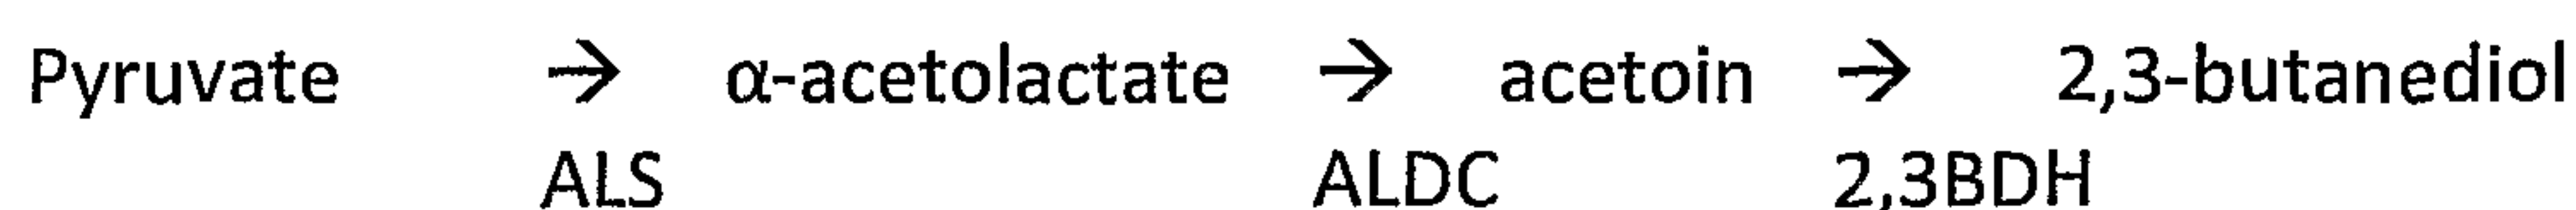 Pyruvate → α-acetolactate → acetoin → 2,3-butanediol
ALS ALDC 2,3BDH